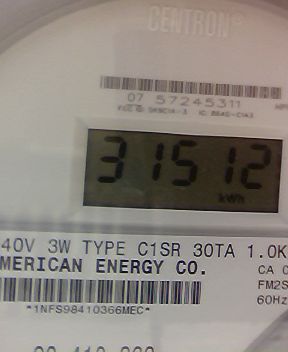 CENTRON®
07 57245311
31512
kWh
40V 3W TYPE C1SR 30TA 1.0K
MERICAN ENERGY CO.
CA 0
FM2S
60Hz
*1NFS98410366MEC*